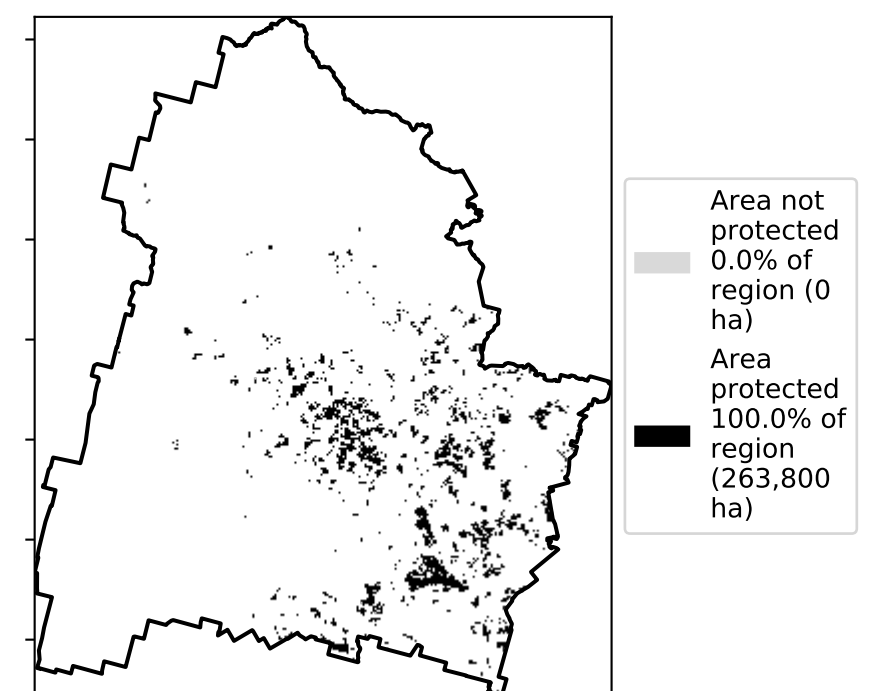 Area not
protected
0.0% of
region (0
ha)
Area
protected
100.0% of
region
(263,800
ha)